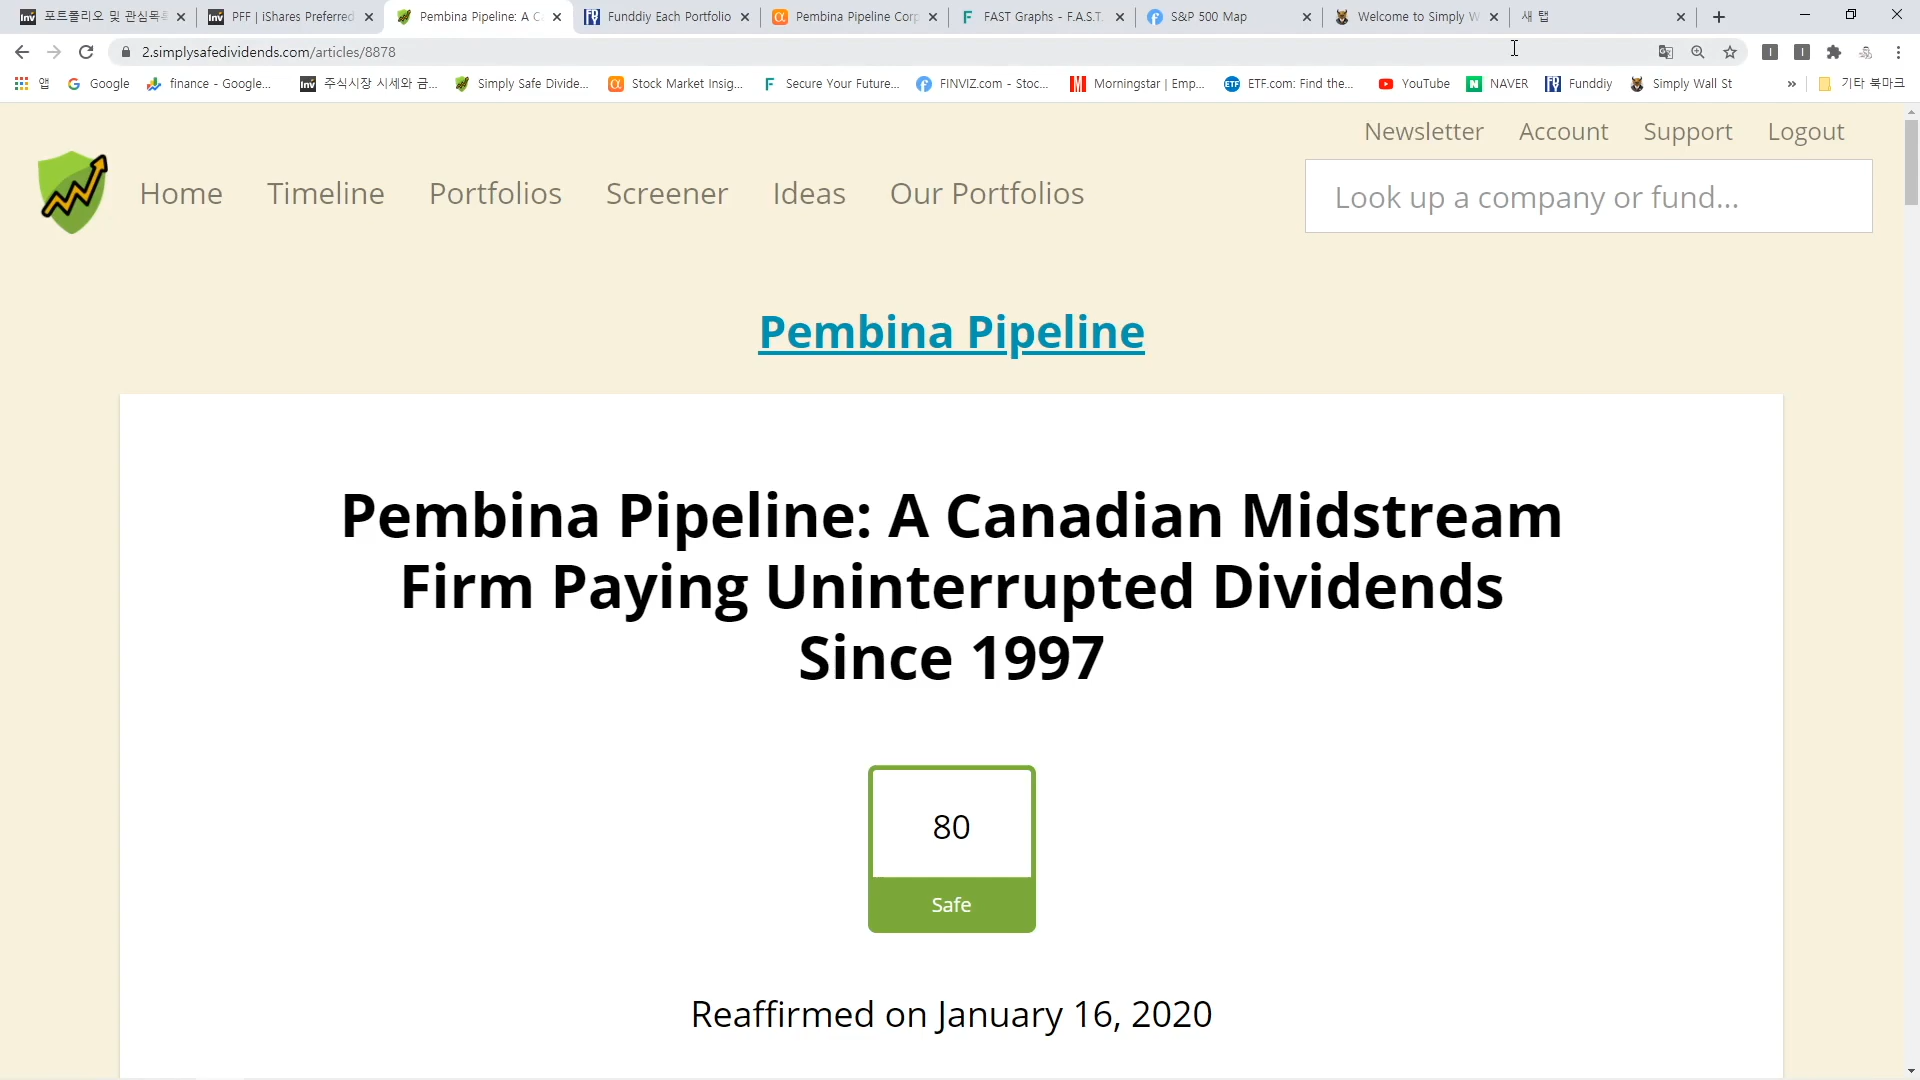 포트폴리오 및 관심목록
PFF | iShares Preferred
Pembina Pipeline: A C
Funddiy Each Portfolio
Pembina Pipeline Corp
FAST Graphs - F.A.S.T.
S&P 500 Map
Welcome to Simply W
새 탭
2.simplysafedividends.com/articles/8878
앱
Google
finance - Google...
주식시장 시세와 금...
Simply Safe Divide...
Stock Market Insig...
Secure Your Future...
FINVIZ.com - Stoc...
Morningstar | Emp...
ETF.com: Find the...
YouTube
NAVER
Funddiy
Simply Wall St
»
기타 북마크
Newsletter
Account
Support
Logout
Home
Timeline
Portfolios
Screener
Ideas
Our Portfolios
Look up a company or fund...
Pembina Pipeline
Pembina Pipeline: A Canadian Midstream
Firm Paying Uninterrupted Dividends
Since 1997
80
Safe
Reaffirmed on January 16, 2020